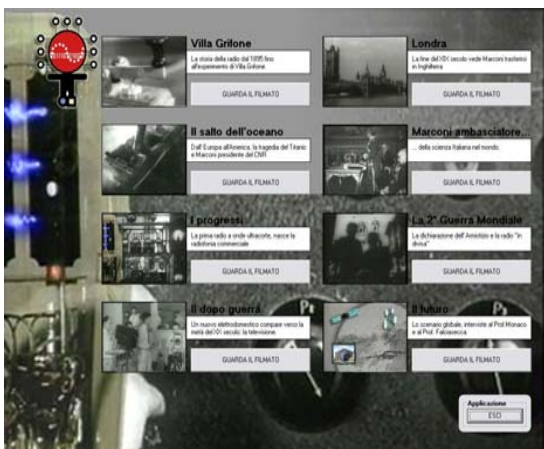 Villa Grifone
La storia della radio dal 1895 fino
all'esperimento di Villa Grifone
GUARDA IL FILMATO
Londra
La fine del XIX secolo vede Marconi trasferirsi
in Inghilterra
GUARDA IL FILMATO
Il salto dell'oceano
Dall'Europa all'America, la tragedia del Titanic
e Marconi presidente del CNR
GUARDA IL FILMATO
Marconi ambasciatore...
... della scienza italiana nel mondo.
GUARDA IL FILMATO
I progressi
La prima radio a onde ultracorte, nasce la
radiofonia commerciale
GUARDA IL FILMATO
La 2° Guerra Mondiale
La dichiarazione dell'Armistizio e la radio "in
divisa"
GUARDA IL FILMATO
Il dopo guerra
Un nuovo elettrodomestico compare verso la
metà del XX secolo: la televisione.
GUARDA IL FILMATO
Il futuro
Lo scenario globale, interviste al Prof. Monaco
e al Prof. Falciasecca.
GUARDA IL FILMATO
Applicazione
ESCI